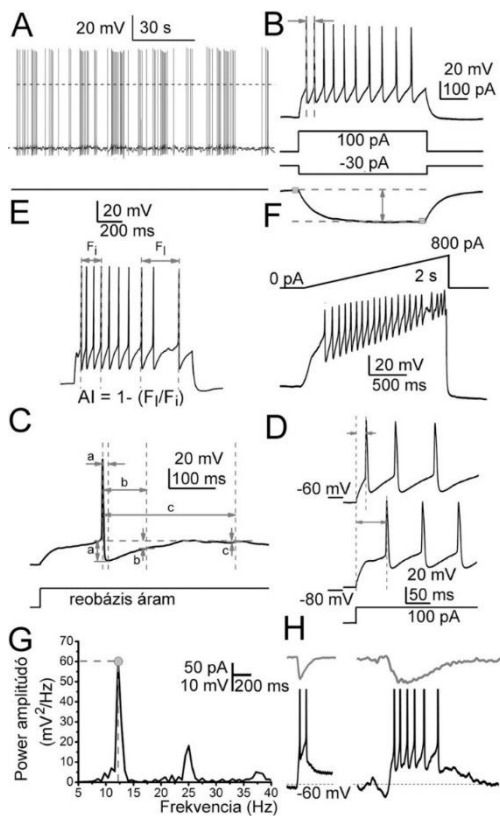 A
20 mV
30 s
B
20 mV
100 pA
100 pA
-30 pA
E
20 mV
200 ms
Fi
Fl
AI = 1- (Fl/Fi)
F
0 pA
800 pA
2 s
20 mV
500 ms
C
a
b
c
20 mV
100 ms
a
b
c
reobázis áram
D
-60 mV
-80 mV
20 mV
50 ms
100 pA
G
Power amplitúdó
(mV²/Hz)
70
60
50
40
30
20
10
0
5 10 15 20 25 30 35 40
Frekvencia (Hz)
50 pA
10 mV
200 ms
H
-60 mV